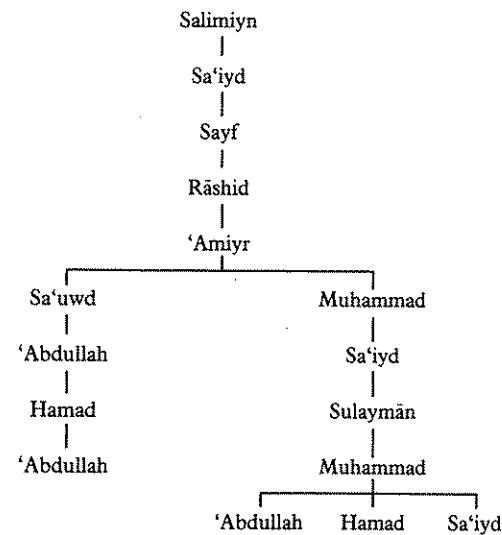 Salimiyn
Sa‘iyd
Sayf
Rāshid
‘Amiyr
Sa‘uwd Muhammad
‘Abdullah Sa‘iyd
Hamad Sulaymān
‘Abdullah Muhammad
‘Abdullah Hamad Sa‘iyd